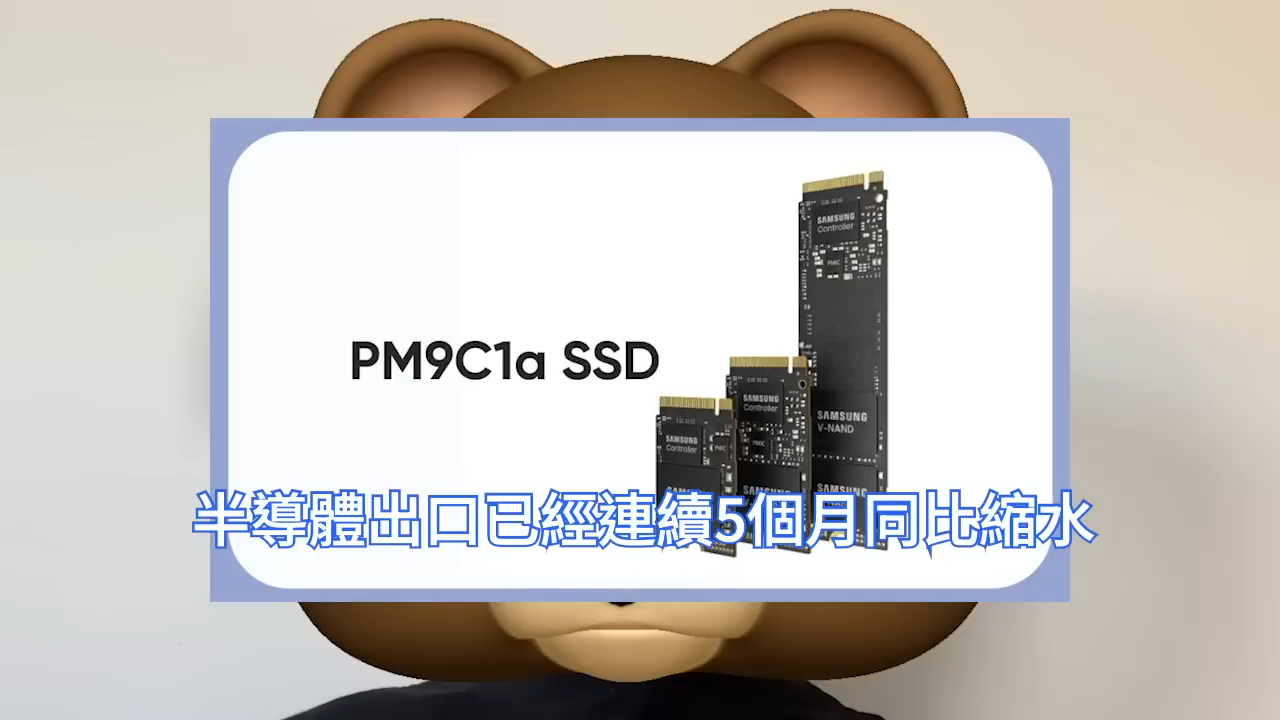 SAMSUNG
Controller
PMIC
PM9C1a SSD
SAMSUNG
Controller
SAMSUNG
V-NAND
SAMSUNG
Controller
半導體出口已經連續5個月同比縮水